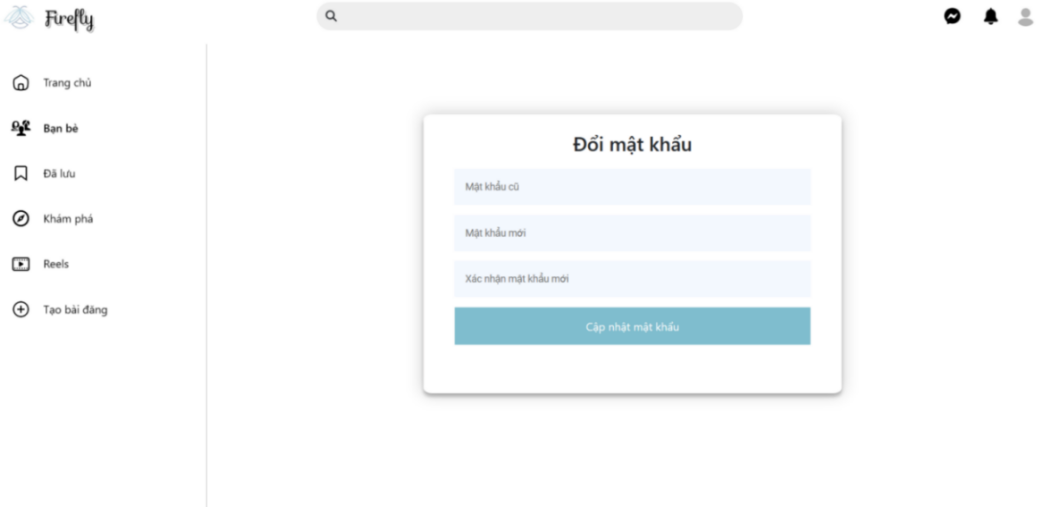 Firefly
Trang chủ
Bạn bè
Đã lưu
Khám phá
Reels
Tạo bài đăng
Đổi mật khẩu
Mật khẩu cũ
Mật khẩu mới
Xác nhận mật khẩu mới
Cập nhật mật khẩu